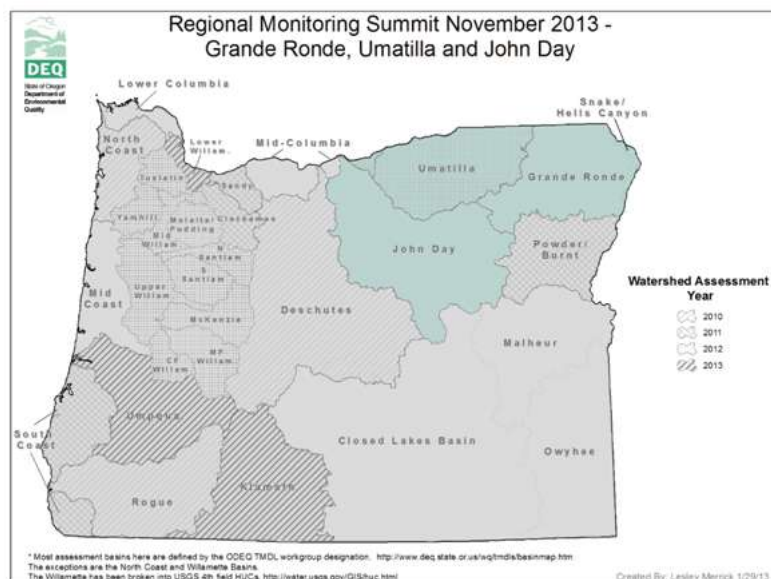 Regional Monitoring Summit November 2013 -
Grande Ronde, Umatilla and John Day
DEQ
State of Oregon
Department of
Environmental
Quality
Lower Columbia
Snake/
Hells Canyon
North
Coast
Lower
Willam.
Mid-Columbia
Tualatin
Sandy
Umatilla
Grande Ronde
Yamhill
Molalla/
Pudding
Clackamas
Mid
Willam
N
Santiam
John Day
Powder/
Burnt
S
Santiam
Mid
Coast
Upper
Willam
McKenzie
Deschutes
Watershed Assessment
Year
2010
2011
2012
2013
Malheur
CF
Willam
MF
Willam.
Umpqua
South
Coast
Closed Lakes Basin
Owyhee
Rogue
Klamath
* Most assessment basins here are defined by the ODEQ TMDL workgroup designation. http://www.deq.state.or.us/wq/tmdls/basinmap.htm
The exceptions are the North Coast and Willamette Basins.
The Willamette has been broken into USGS 4th field HUCs. http://water.usgs.gov/GIS/huc.html
Created By: Lesley Merrick 1/29/13